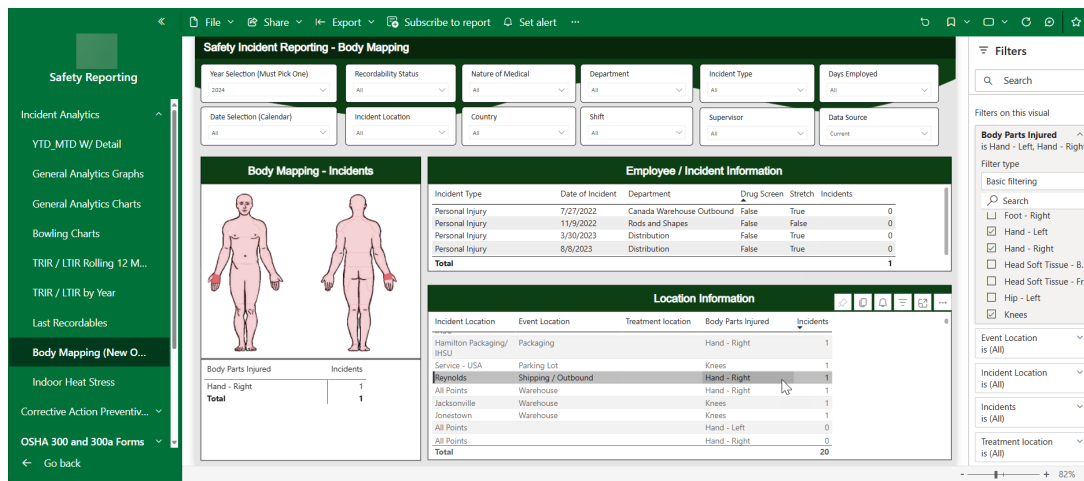 File
Share
Export
Subscribe to report
Set alert
Safety Reporting
Incident Analytics
YTD_MTD W/ Detail
General Analytics Graphs
General Analytics Charts
Bowling Charts
TRIR / LTIR Rolling 12 M...
TRIR / LTIR by Year
Last Recordables
Body Mapping (New O...
Indoor Heat Stress
Corrective Action Preventiv...
OSHA 300 and 300a Forms
Go back
Safety Incident Reporting - Body Mapping
Year Selection (Must Pick One)
2024
Recordability Status
All
Nature of Medical
All
Department
All
Incident Type
All
Days Employed
All
Date Selection (Calendar)
All
Incident Location
All
Country
All
Shift
All
Supervisor
All
Data Source
Current
Body Mapping - Incidents
Body Parts Injured Incidents
Hand - Right 1
Total 1
Employee / Incident Information
Incident Type Date of Incident Department Drug Screen Stretch Incidents
Personal Injury 7/27/2022 Canada Warehouse Outbound False True 0
Personal Injury 11/9/2022 Rods and Shapes False False 0
Personal Injury 3/30/2023 Distribution False True 0
Personal Injury 8/8/2023 Distribution False True 0
Total 1
Location Information
Incident Location Event Location Treatment location Body Parts Injured Incidents
Hamilton Packaging/ Packaging Hand - Right 1
IHSU
Service - USA Parking Lot Knees 1
Reynolds Shipping / Outbound Hand - Right 1
All Points Warehouse Hand - Right 1
Jacksonville Warehouse Knees 1
Jonestown Warehouse Knees 1
All Points Hand - Left 0
All Points Hand - Right 0
Total 20
Filters
Search
Filters on this visual
Body Parts Injured
is Hand - Left, Hand - Right
Filter type
Basic filtering
Search
Foot - Right
Hand - Left
Hand - Right
Head Soft Tissue - B...
Head Soft Tissue - Fr
Hip - Left
Knees
Event Location
is (All)
Incident Location
is (All)
Incidents
is (All)
Treatment location
is (All)
- + 82%